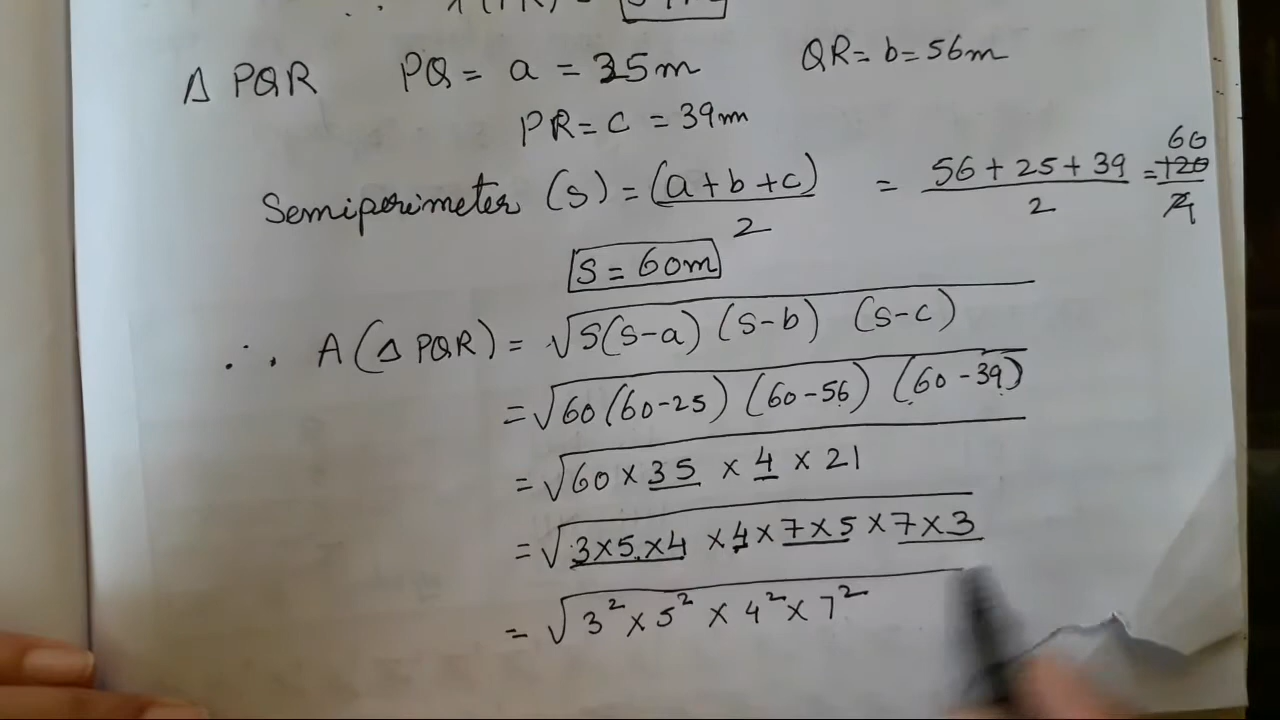 Δ PQR PQ = a = 25m QR = b = 56m
PR = C = 39m
Semiperimeter (S) = (a+b+c)/2 = 56+25+39/2 = 60 120/2 1
S = 60m
∴ A(Δ PQR) = √S(S-a) (S-b) (S-c)
= √60(60-25) (60-56) (60-39)
= √60 × 35 × 4 × 21
= √3×5×4 ×4×7×5×7×3
= √3² × 5² × 4² × 7²